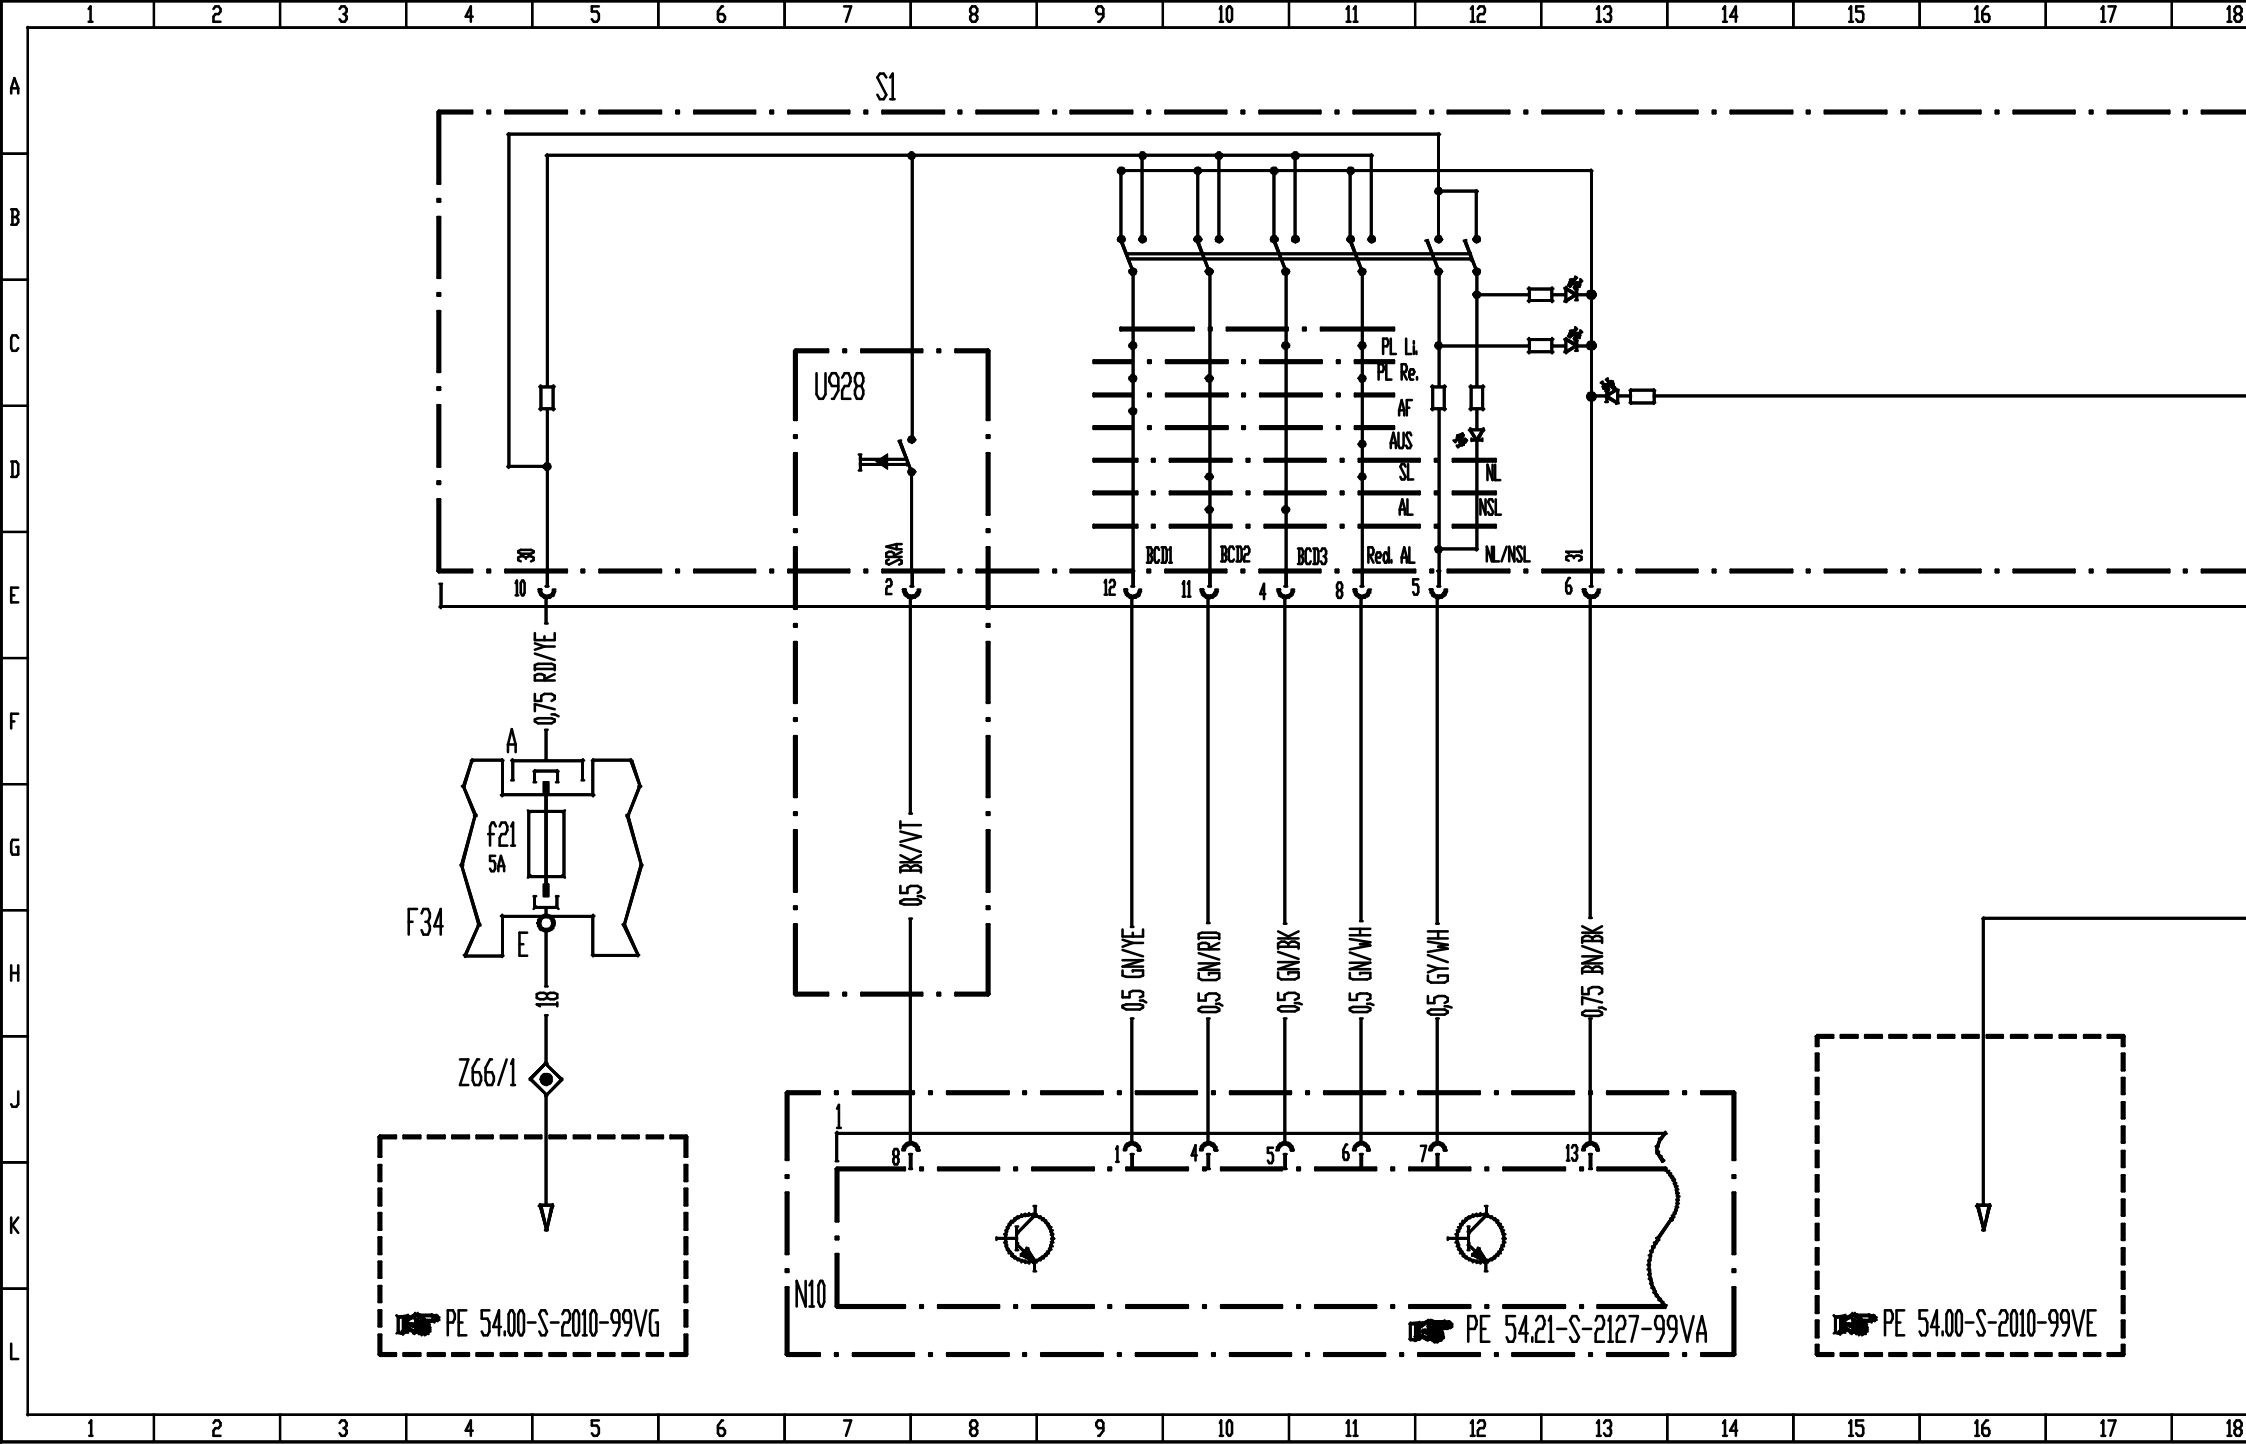 1 2 3 4 5 6 7 8 9 10 11 12 13 14 15 16 17 18
A
S1
B
C
PL Li.
U928
PL Re.
AF
D
AUS
SL NL
AL NSL
30 SRA BCD1 BCD2 BCD3 Red. AL NL/NSL 31
E
10 2 12 11 4 8 5 6
0,75 RD/YE
F
A
G
f21
5A
0,5 BK/VT
F34
E
H
0,5 GN/YE 0,5 GN/RD 0,5 GN/BK 0,5 GN/WH 0,5 GY/WH 0,75 BN/BK
18
Z66/1
J
1
8 1 4 5 6 7 13
K
N10
L
PE 54.00-S-2010-99VG
PE 54.21-S-2127-99VA
PE 54.00-S-2010-99VE
1 2 3 4 5 6 7 8 9 10 11 12 13 14 15 16 17 18